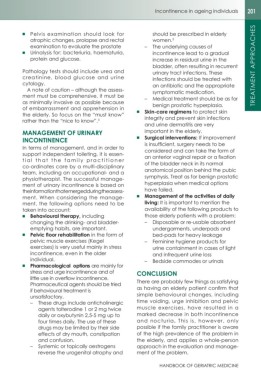 Incontinence in ageing individuals 201
TREATMENT APPROACHES
• Pelvis examination should look for
atrophic changes, prolapse and rectal
examination to evaluate the prostate
• Urinalysis for: bacteriuria, haematuria,
protein and glucose.
Pathology tests should include urea and
creatinine, blood glucose and urine
cytology.
A note of caution – although the assess-
ment must be comprehensive, it must be
as minimally invasive as possible because
of embarrassment and apprehension in
the elderly. So focus on the "must know"
rather than the "nice to know".
MANAGEMENT OF URINARY
INCONTINENCE
In terms of management, and in order to
support independent toileting, it is essen-
tial that the family practitioner
co-ordinates care by a multi-disciplinary
team, including an occupational and a
physiotherapist. The successful manage-
ment of urinary incontinence is based on
the information that emerged during the assess-
ment. When considering the manage-
ment, the following options need to be
taken into account:
• Behavioural therapy, including
changing the drinking- and bladder-
emptying habits, are important.
• Pelvic floor rehabilitation in the form of
pelvic muscle exercises (Kegel
exercises) is very useful mainly in stress
incontinence, even in the older
individual.
• Pharmacological options are mainly for
stress and urge incontinence and of
little use in overflow incontinence.
Pharmaceutical agents should be tried
if behavioural treatment is
unsatisfactory.
– These drugs include anticholinergic
agents tolterodine 1 or 2 mg twice
daily or oxybutynin 2,5-5 mg up to
four times daily. The use of these
drugs may be limited by their side
effects of dry mouth, constipation
and confusion.
– Systemic or topically oestrogens
reverse the urogenital atrophy and
should be prescribed in elderly
women.
– The underlying causes of
incontinence lead to a gradual
increase in residual urine in the
bladder, often resulting in recurrent
urinary tract infections. These
infections should be treated with
an antibiotic and the appropriate
symptomatic medication.
– Medical treatment should be as for
benign prostatic hyperplasia.
• Skin-care regimens to protect skin
integrity and prevent skin infections
and urine dermatitis are very
important in the elderly.
• Surgical interventions: if improvement
is insufficient, surgery needs to be
considered and can take the form of
an anterior vaginal repair or a fixation
of the bladder neck in its normal
anatomical position behind the pubic
symphysis. Treat as for benign prostatic
hyperplasia when medical options
have failed.
• Management of the activities of daily
living: It is important to mention the
availability of the following products to
those elderly patients with a problem:
– Disposable or re-usable absorbent
undergarments, underpads and
bed-pads for heavy leakage
– Feminine hygiene products for
urine containment in cases of light
and infrequent urine loss
– Bedside commodes or urinals
CONCLUSION
There are probably few things as satisfying
as having an elderly patient confirm that
simple behavioural changes, including
time voiding, urge inhibition and pelvic
muscle exercises, have resulted in a
marked decrease in both incontinence
and nocturia. This is, however, only
possible if the family practitioner is aware
of the high prevalence of the problem in
the elderly, and applies a whole-person
approach in the evaluation and manage-
ment of the problem.
HANDBOOK OF GERIATRIC MEDICINE